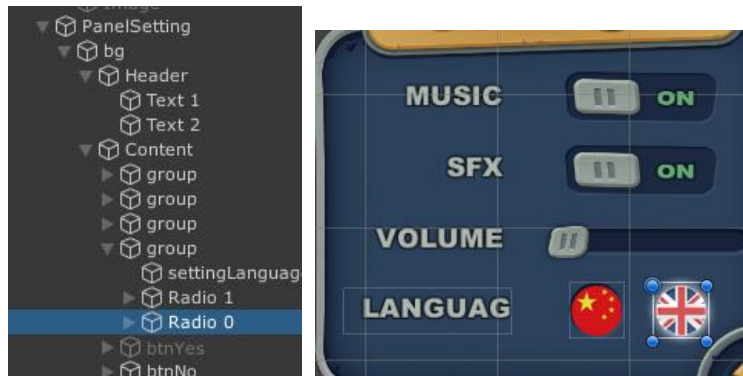 Image
PanelSetting
bg
Header
Text 1
Text 2
Content
group
group
group
group
settingLanguag
Radio 1
Radio 0
btnYes
btnNo
MUSIC
ON
SFX
ON
VOLUME
LANGUAG